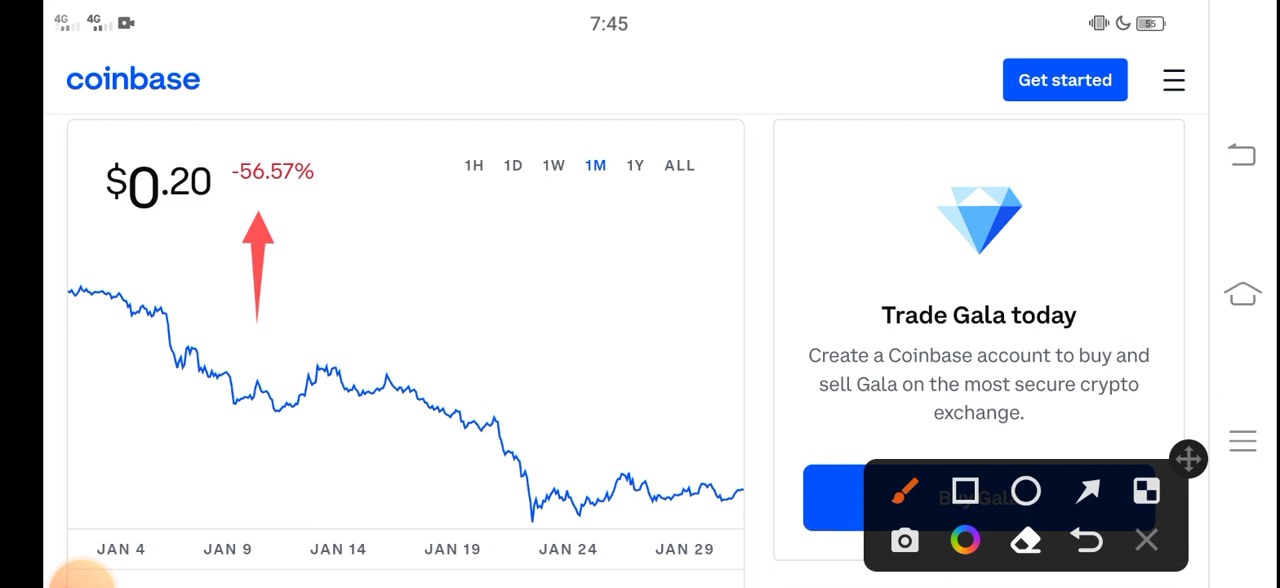 4G 4G 7:45 55
coinbase Get started
$0.20 -56.57% 1H 1D 1W 1M 1Y ALL
Trade Gala today
Create a Coinbase account to buy and
sell Gala on the most secure crypto
exchange.
Buy Gala
JAN 4 JAN 9 JAN 14 JAN 19 JAN 24 JAN 29